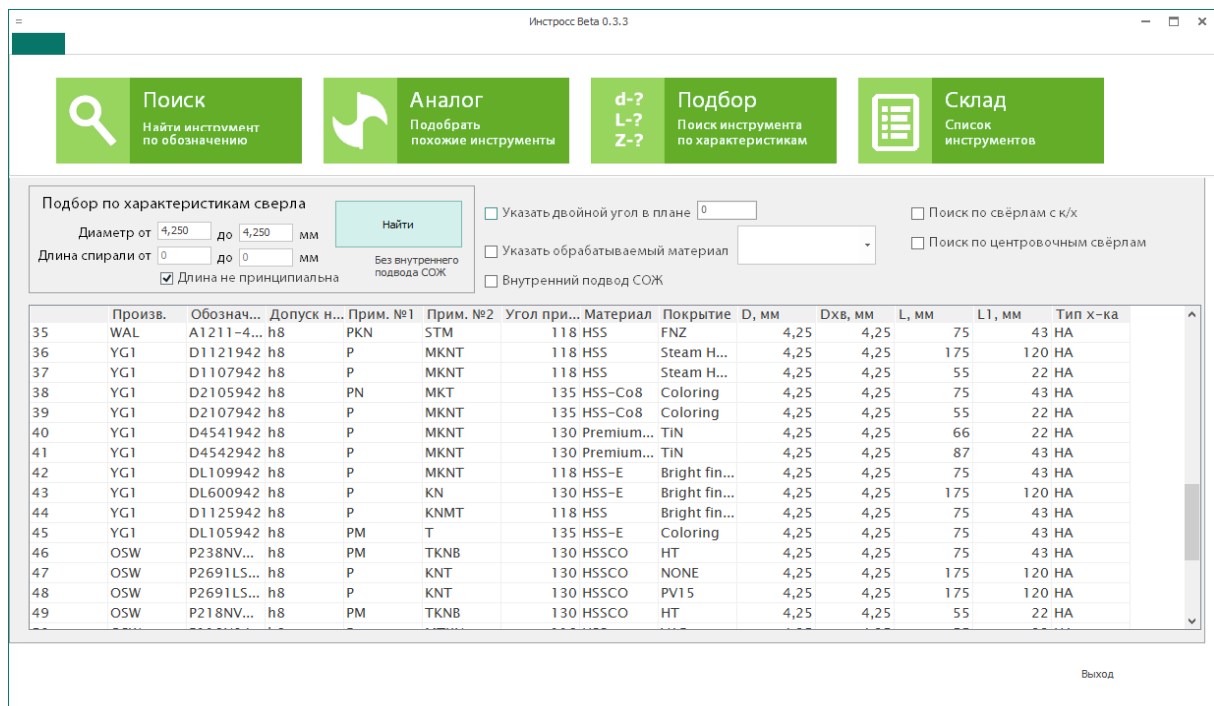 Инстросс Beta 0.3.3
Поиск
Найти инструмент
по обозначению
Аналог
Подобрать
похожие инструменты
d-?
L-?
Z-?
Подбор
Поиск инструмента
по характеристикам
Склад
Список
инструментов
Подбор по характеристикам сверла
Диаметр от 4,250 до 4,250 мм
Длина спирали от 0 до 0 мм
Длина не принципиальна
Найти
Без внутреннего
подвода СОЖ
Указать двойной угол в плане 0
Указать обрабатываемый материал
Внутренний подвод СОЖ
Поиск по свёрлам с к/х
Поиск по центровочным свёрлам
Произв. Обознач... Допуск н... Прим. №1 Прим. №2 Угол при... Материал Покрытие D, мм Dхв, мм L, мм L1, мм Тип х-ка
35 WAL A1211-4... h8 PKN STM 118 HSS FNZ 4,25 4,25 75 43 HA
36 YG1 D1121942 h8 P MKNT 118 HSS Steam H... 4,25 4,25 175 120 HA
37 YG1 D1107942 h8 P MKNT 118 HSS Steam H... 4,25 4,25 55 22 HA
38 YG1 D2105942 h8 PN MKT 135 HSS-Co8 Coloring 4,25 4,25 75 43 HA
39 YG1 D2107942 h8 P MKNT 135 HSS-Co8 Coloring 4,25 4,25 55 22 HA
40 YG1 D4541942 h8 P MKNT 130 Premium... TiN 4,25 4,25 66 22 HA
41 YG1 D4542942 h8 P MKNT 130 Premium... TiN 4,25 4,25 87 43 HA
42 YG1 DL109942 h8 P MKNT 118 HSS-E Bright fin... 4,25 4,25 75 43 HA
43 YG1 DL600942 h8 P KN 130 HSS-E Bright fin... 4,25 4,25 175 120 HA
44 YG1 D1125942 h8 P KNMT 118 HSS Bright fin... 4,25 4,25 75 43 HA
45 YG1 DL105942 h8 PM T 135 HSS-E Coloring 4,25 4,25 75 43 HA
46 OSW P238NV... h8 PM TKNB 130 HSSCO HT 4,25 4,25 75 43 HA
47 OSW P2691LS... h8 P KNT 130 HSSCO NONE 4,25 4,25 175 120 HA
48 OSW P2691LS... h8 P KNT 130 HSSCO PV15 4,25 4,25 175 120 HA
49 OSW P218NV... h8 PM TKNB 130 HSSCO HT 4,25 4,25 55 22 HA
Выход